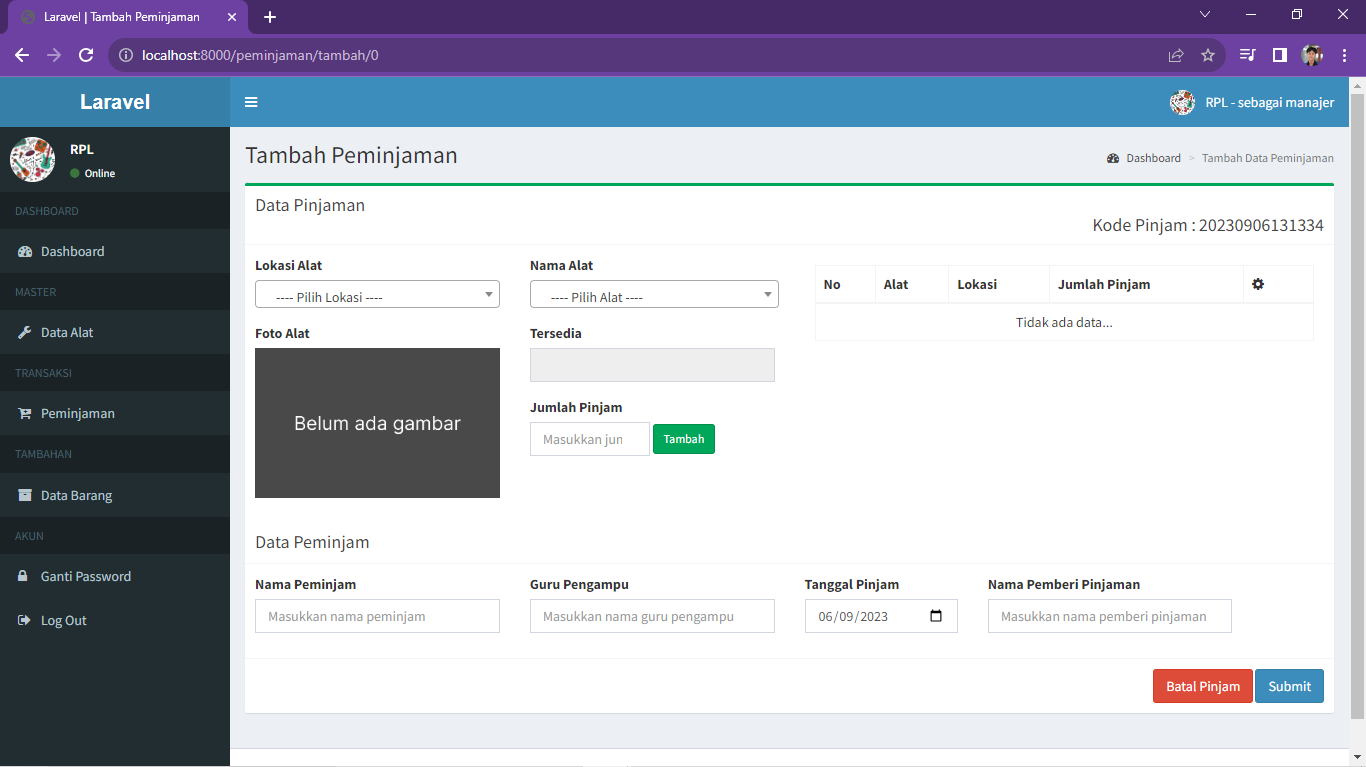 Laravel | Tambah Peminjaman
localhost:8000/peminjaman/tambah/0
Laravel
RPL - sebagai manajer
RPL
Online
DASHBOARD
Dashboard
MASTER
Data Alat
TRANSAKSI
Peminjaman
TAMBAHAN
Data Barang
AKUN
Ganti Password
Log Out
Tambah Peminjaman
Dashboard > Tambah Data Peminjaman
Data Pinjaman
Kode Pinjam : 20230906131334
Lokasi Alat
---- Pilih Lokasi ----
Nama Alat
---- Pilih Alat ----
Foto Alat
Belum ada gambar
Tersedia
Jumlah Pinjam
Masukkan jun
Tambah
No Alat Lokasi Jumlah Pinjam
Tidak ada data...
Data Peminjam
Nama Peminjam
Masukkan nama peminjam
Guru Pengampu
Masukkan nama guru pengampu
Tanggal Pinjam
06/09/2023
Nama Pemberi Pinjaman
Masukkan nama pemberi pinjaman
Batal Pinjam
Submit